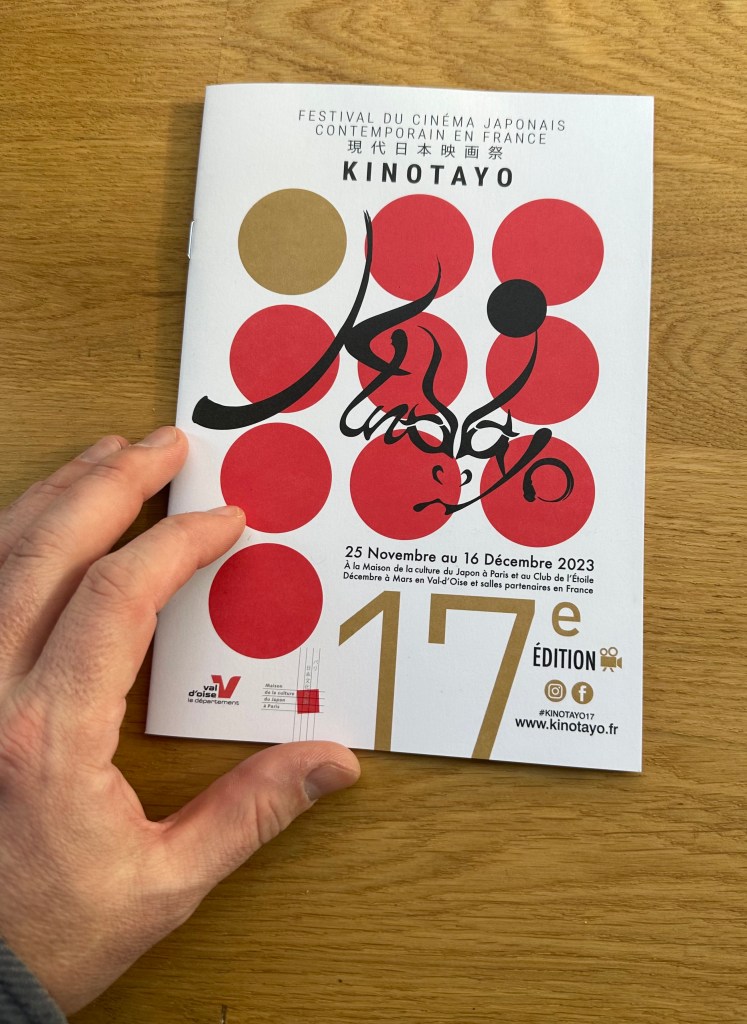 FESTIVAL DU CINÉMA JAPONAIS
CONTEMPORAIN EN FRANCE
現代日本映画祭
KINOTAYO
Kinotayo
25 Novembre au 16 Décembre 2023
À la Maison de la culture du Japon à Paris et au Club de l'Étoile
Décembre à Mars en Val-d'Oise et salles partenaires en France
17e
ÉDITION
val
d'oise
le département
Maison
de la culture
du Japon
à Paris
#KINOTAYO17
www.kinotayo.fr